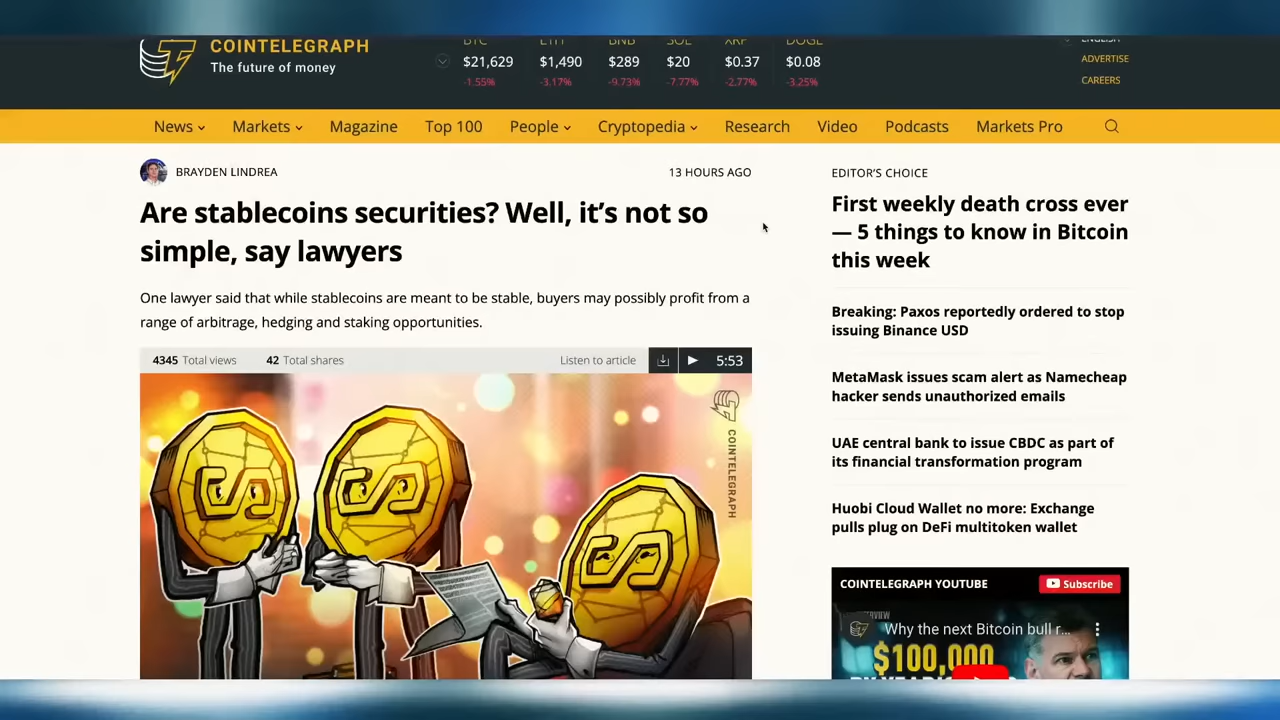 COINTELEGRAPH
The future of money
BTC ETH BNB SOL XRP DOGE
$21,629 $1,490 $289 $20 $0.37 $0.08
-1.55% -3.17% -9.73% -7.77% -2.77% -3.25%
ENGLISH
ADVERTISE
CAREERS
News Markets Magazine Top 100 People Cryptopedia Research Video Podcasts Markets Pro
BRAYDEN LINDREA
13 HOURS AGO
Are stablecoins securities? Well, it’s not so
simple, say lawyers
One lawyer said that while stablecoins are meant to be stable, buyers may possibly profit from a
range of arbitrage, hedging and staking opportunities.
4345 Total views 42 Total shares Listen to article 5:53
COINTELEGRAPH
EDITOR’S CHOICE
First weekly death cross ever
— 5 things to know in Bitcoin
this week
Breaking: Paxos reportedly ordered to stop
issuing Binance USD
MetaMask issues scam alert as Namecheap
hacker sends unauthorized emails
UAE central bank to issue CBDC as part of
its financial transformation program
Huobi Cloud Wallet no more: Exchange
pulls plug on DeFi multitoken wallet
COINTELEGRAPH YOUTUBE Subscribe
Why the next Bitcoin bull r...
$100,000